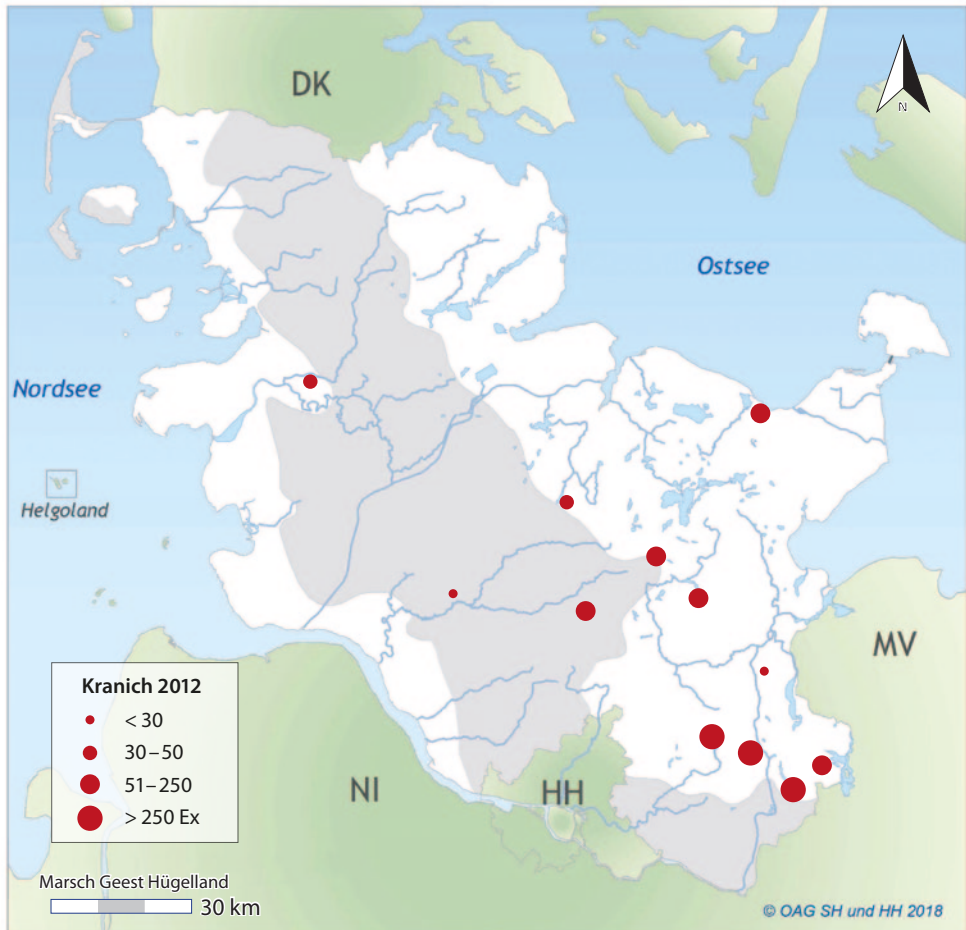 DK
N
Ostsee
Nordsee
Helgoland
MV
Kranich 2012
< 30
30–50
51–250
> 250 Ex
NI
HH
Marsch Geest Hügelland
30 km
© OAG SH und HH 2018